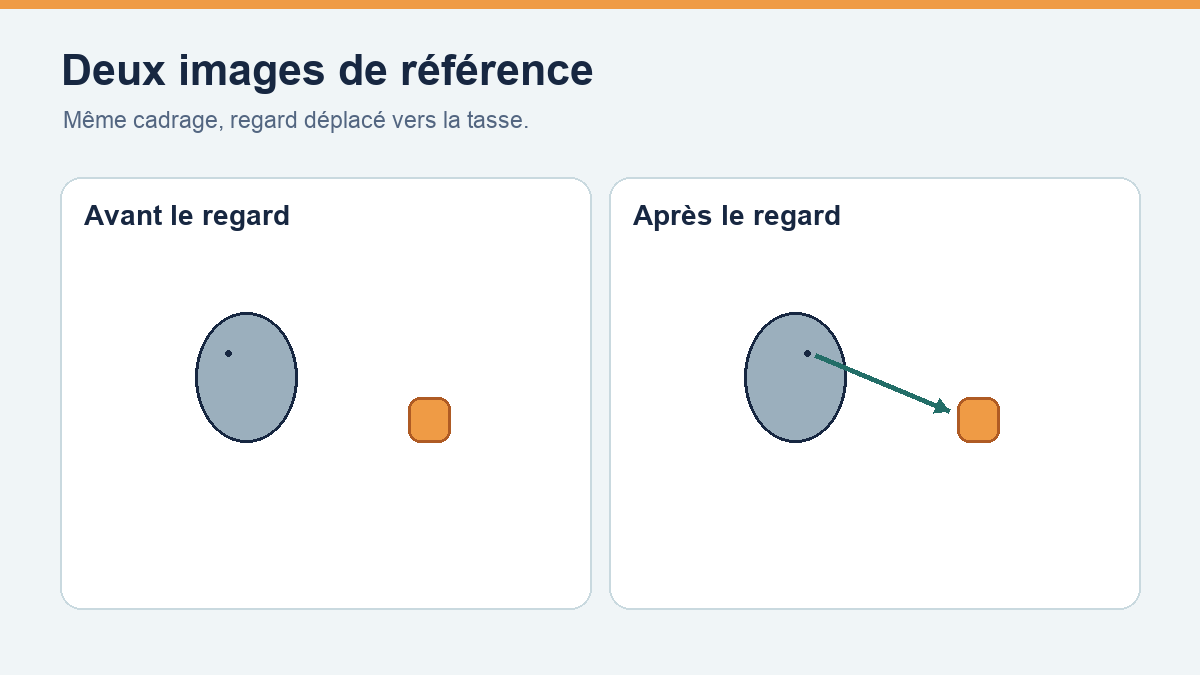 Deux images de référence
Même cadrage, regard déplacé vers la tasse.
Avant le regard
Après le regard